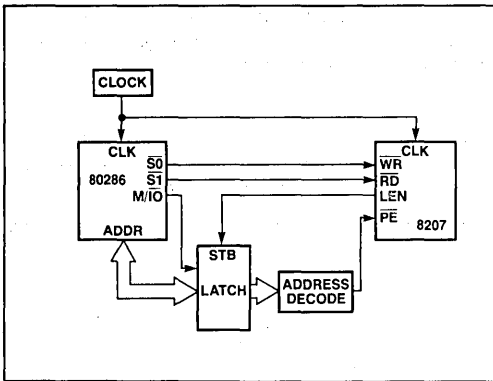 CLOCK
CLK
80286
S0
S1
M/IO
ADDR
CLK
WR
RD
LEN
PE
8207
STB
LATCH
ADDRESS
DECODE